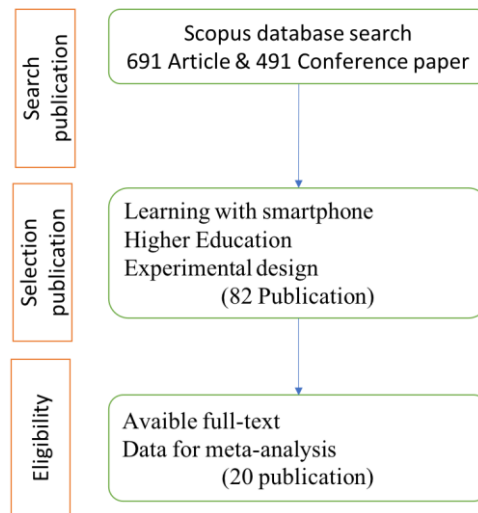 Search
publication
Scopus database search
691 Article & 491 Conference paper
Selection
publication
Learning with smartphone
Higher Education
Experimental design
(82 Publication)
Eligibility
Avaible full-text
Data for meta-analysis
(20 publication)